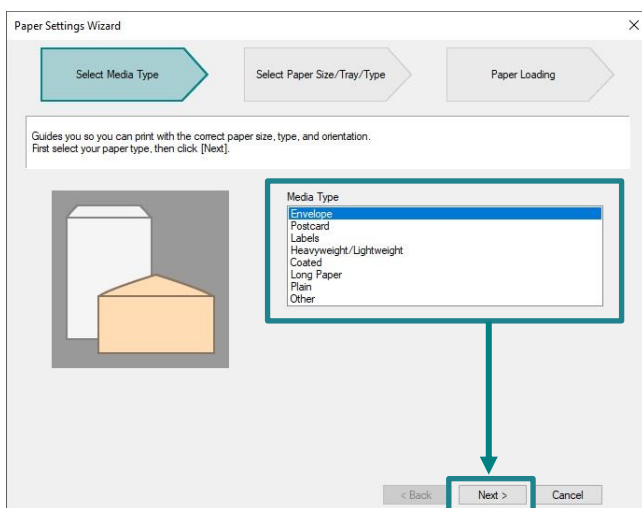 Paper Settings Wizard
Select Media Type
Select Paper Size/Tray/Type
Paper Loading
Guides you so you can print with the correct paper size, type, and orientation.
First select your paper type, then click [Next].
Media Type
Envelope
Postcard
Labels
Heavyweight/Lightweight
Coated
Long Paper
Plain
Other
< Back
Next >
Cancel